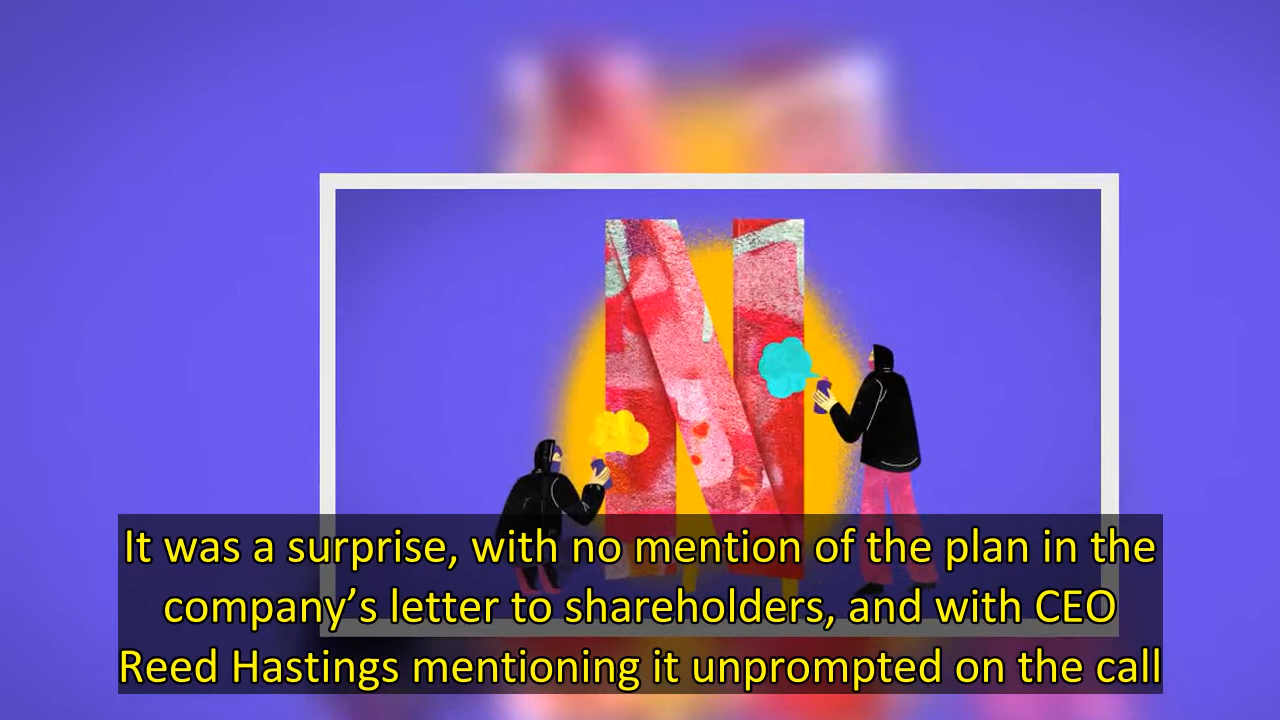 It was a surprise, with no mention of the plan in the
company’s letter to shareholders, and with CEO
Reed Hastings mentioning it unprompted on the call